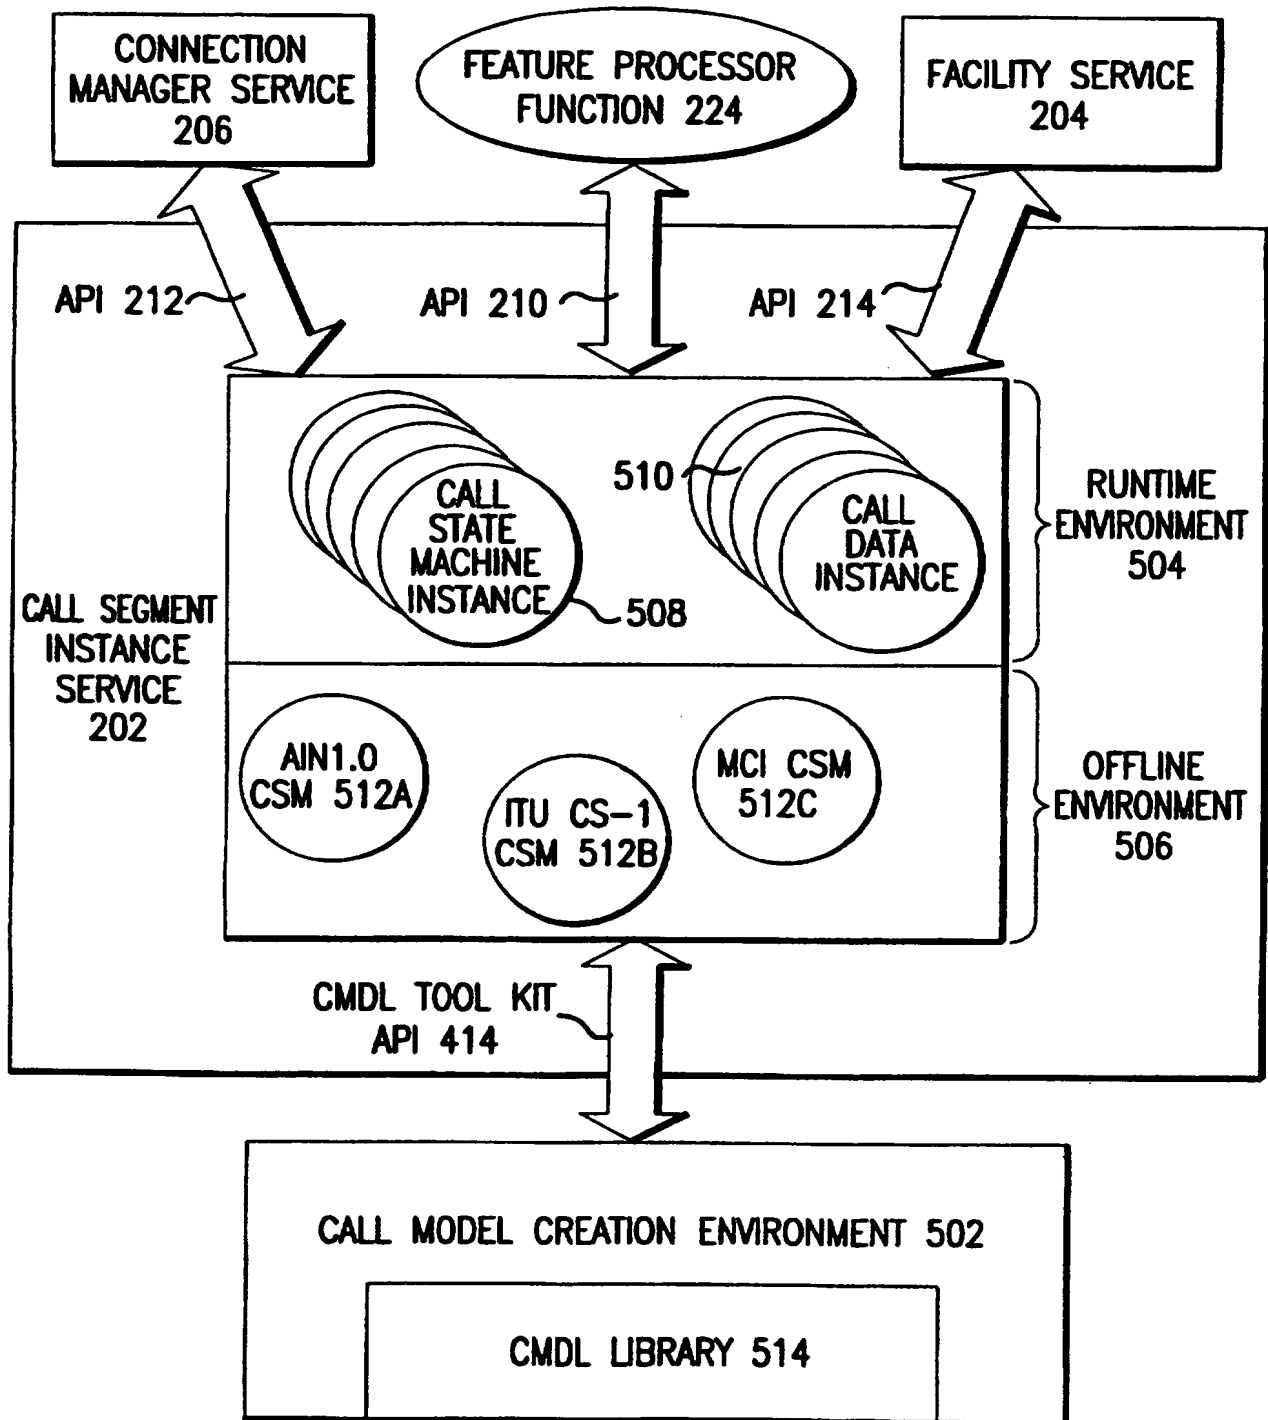 CONNECTION
MANAGER SERVICE
206
FEATURE PROCESSOR
FUNCTION 224
FACILITY SERVICE
204
API 212
API 210
API 214
CALL
STATE
MACHINE
INSTANCE
508
510
CALL
DATA
INSTANCE
RUNTIME
ENVIRONMENT
504
CALL SEGMENT
INSTANCE
SERVICE
202
AIN1.0
CSM 512A
ITU CS-1
CSM 512B
MCI CSM
512C
OFFLINE
ENVIRONMENT
506
CMDL TOOL KIT
API 414
CALL MODEL CREATION ENVIRONMENT 502
CMDL LIBRARY 514